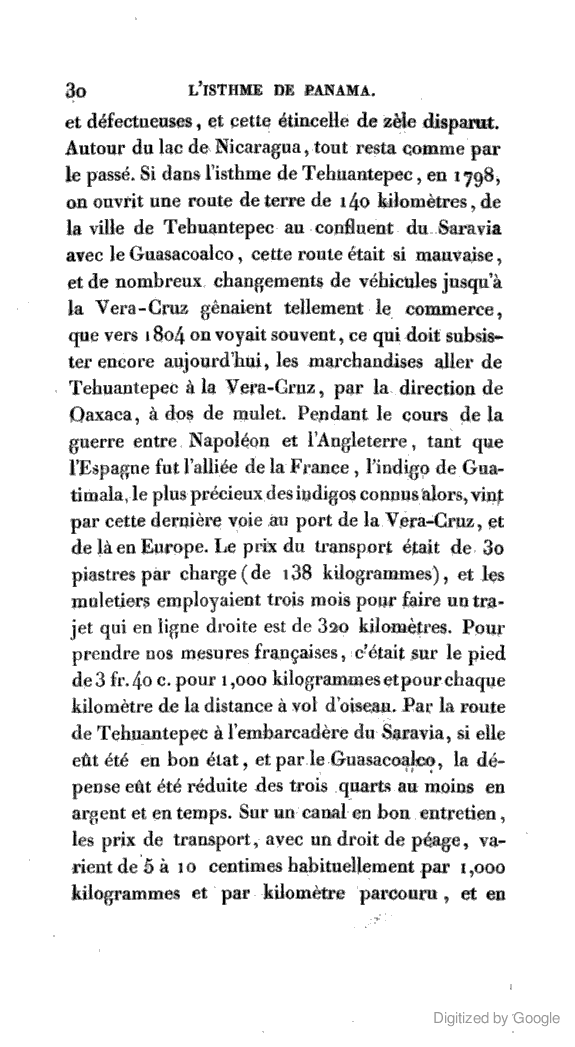 30 L'ISTHME DE PANAMA.
et défectueuses, et cette étincelle de zèle disparut.
Autour du lac de Nicaragua, tout resta comme par
le passé. Si dans l'isthme de Tehuantepec, en 1798,
on ouvrit une route de terre de 140 kilomètres, de
la ville de Tehuantepec au confluent du Saravia
avec le Guasacoalco, cette route était si mauvaise,
et de nombreux changements de véhicules jusqu'à
la Vera-Cruz gênaient tellement le commerce,
que vers 1804 on voyait souvent, ce qui doit subsis-
ter encore aujourd'hui, les marchandises aller de
Tehuantepec à la Vera-Cruz, par la direction de
Oaxaca, à dos de mulet. Pendant le cours de la
guerre entre Napoléon et l'Angleterre, tant que
l'Espagne fut l'alliée de la France, l'indigo de Gua-
timala, le plus précieux des indigos connus alors, vint
par cette dernière voie au port de la Vera-Cruz, et
de là en Europe. Le prix du transport était de 30
piastres par charge (de 138 kilogrammes), et les
muletiers employaient trois mois pour faire un tra-
jet qui en ligne droite est de 320 kilomètres. Pour
prendre nos mesures françaises, c'était sur le pied
de 3 fr. 40 c. pour 1,000 kilogrammes et pour chaque
kilomètre de la distance à vol d'oiseau. Par la route
de Tehuantepec à l'embarcadère du Saravia, si elle
eût été en bon état, et par le Guasacoalco, la dé-
pense eût été réduite des trois quarts au moins en
argent et en temps. Sur un canal en bon entretien,
les prix de transport, avec un droit de péage, va-
rient de 5 à 10 centimes habituellement par 1,000
kilogrammes et par kilomètre parcouru, et en
Digitized by Google